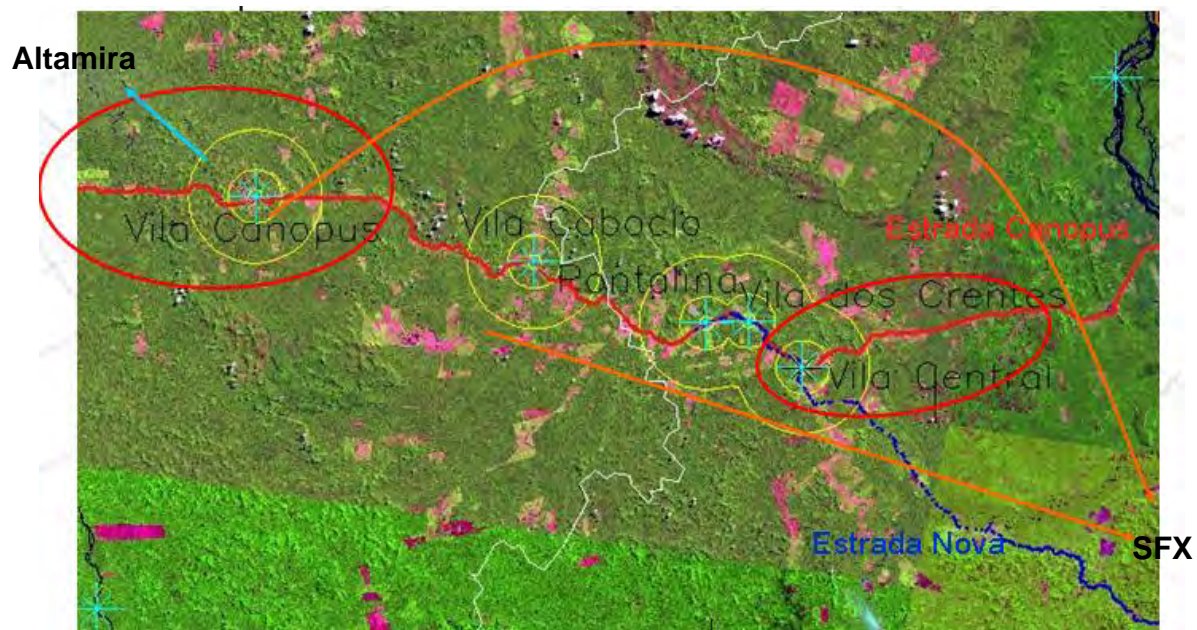 Altamira
Estrada Canopus
Vila Canopus
Vila Caboclo
Pontalina
Vila dos Crentes
Vila Central
Estrada Nova
SFX